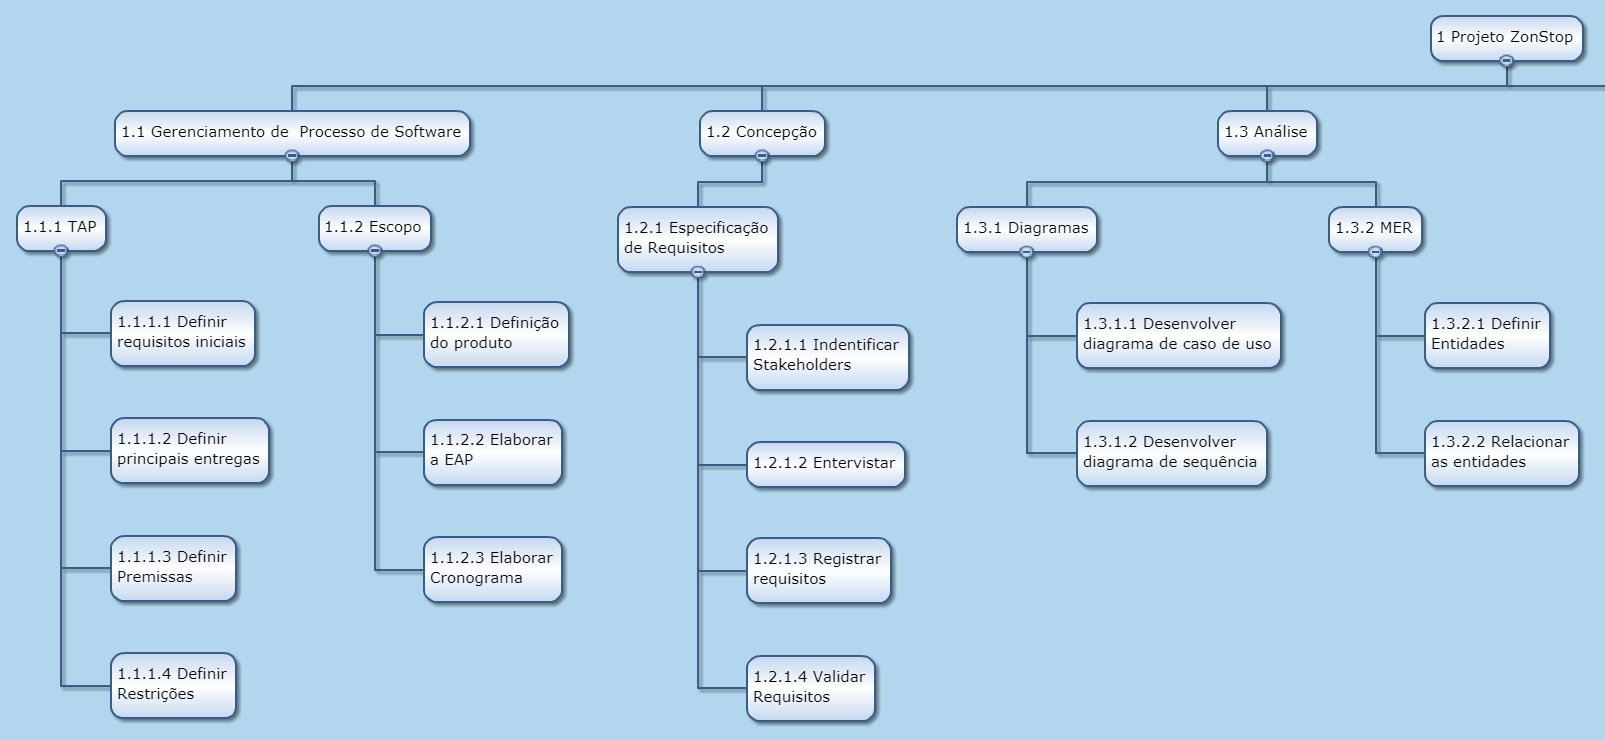 1 Projeto ZonStop
1.1 Gerenciamento de  Processo de Software
1.1.1 TAP
1.1.1.1 Definir
requisitos iniciais
1.1.1.2 Definir
principais entregas
1.1.1.3 Definir
Premissas
1.1.1.4 Definir
Restrições
1.1.2 Escopo
1.1.2.1 Definição
do produto
1.1.2.2 Elaborar
a EAP
1.1.2.3 Elaborar
Cronograma
1.2 Concepção
1.2.1 Especificação
de Requisitos
1.2.1.1 Indentificar
Stakeholders
1.2.1.2 Entervistar
1.2.1.3 Registrar
requisitos
1.2.1.4 Validar
Requisitos
1.3 Análise
1.3.1 Diagramas
1.3.1.1 Desenvolver
diagrama de caso de uso
1.3.1.2 Desenvolver
diagrama de sequência
1.3.2 MER
1.3.2.1 Definir
Entidades
1.3.2.2 Relacionar
as entidades